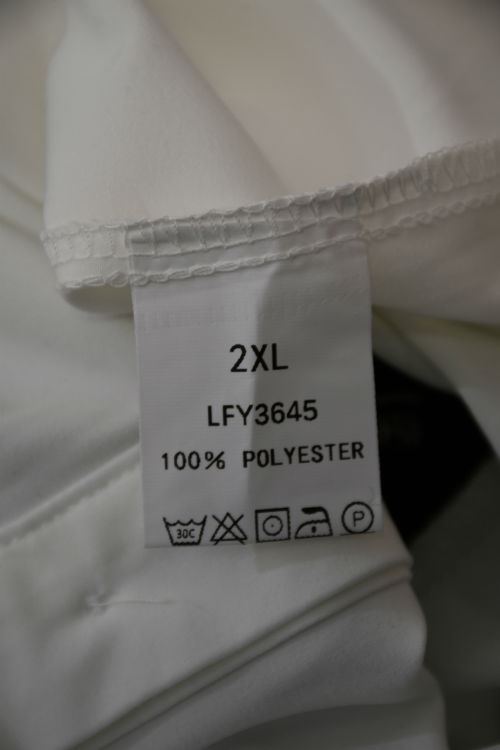 2XL
LFY3645
100% POLYESTER
30C P